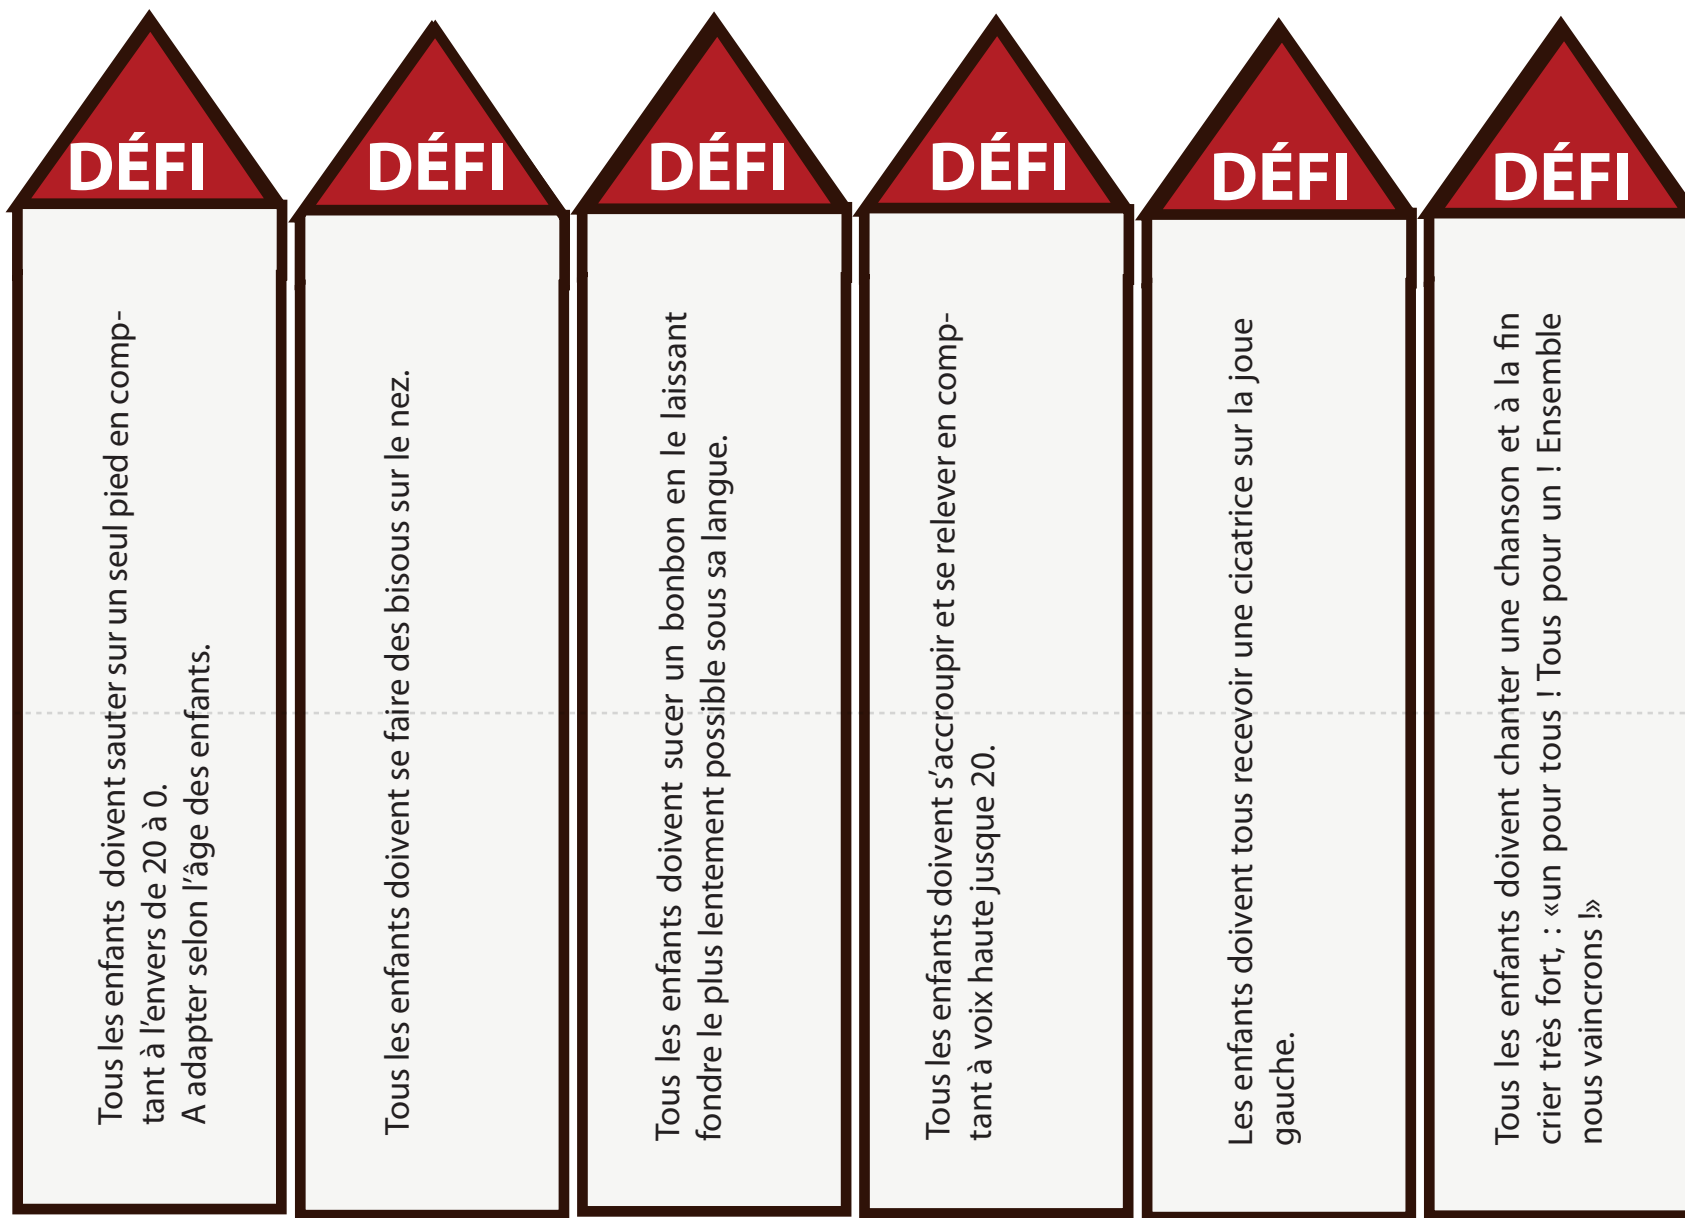 DÉFI
Tous les enfants doivent sauter sur un seul pied en comp-
tant à l'envers de 20 à 0.
A adapter selon l'âge des enfants.
DÉFI
Tous les enfants doivent se faire des bisous sur le nez.
DÉFI
Tous les enfants doivent sucer un bonbon en le laissant
fondre le plus lentement possible sous sa langue.
DÉFI
Tous les enfants doivent s'accroupir et se relever en comp-
tant à voix haute jusque 20.
DÉFI
Les enfants doivent tous recevoir une cicatrice sur la joue
gauche.
DÉFI
Tous les enfants doivent chanter une chanson et à la fin
crier très fort, : «un pour tous ! Tous pour un ! Ensemble
nous vaincrons !»